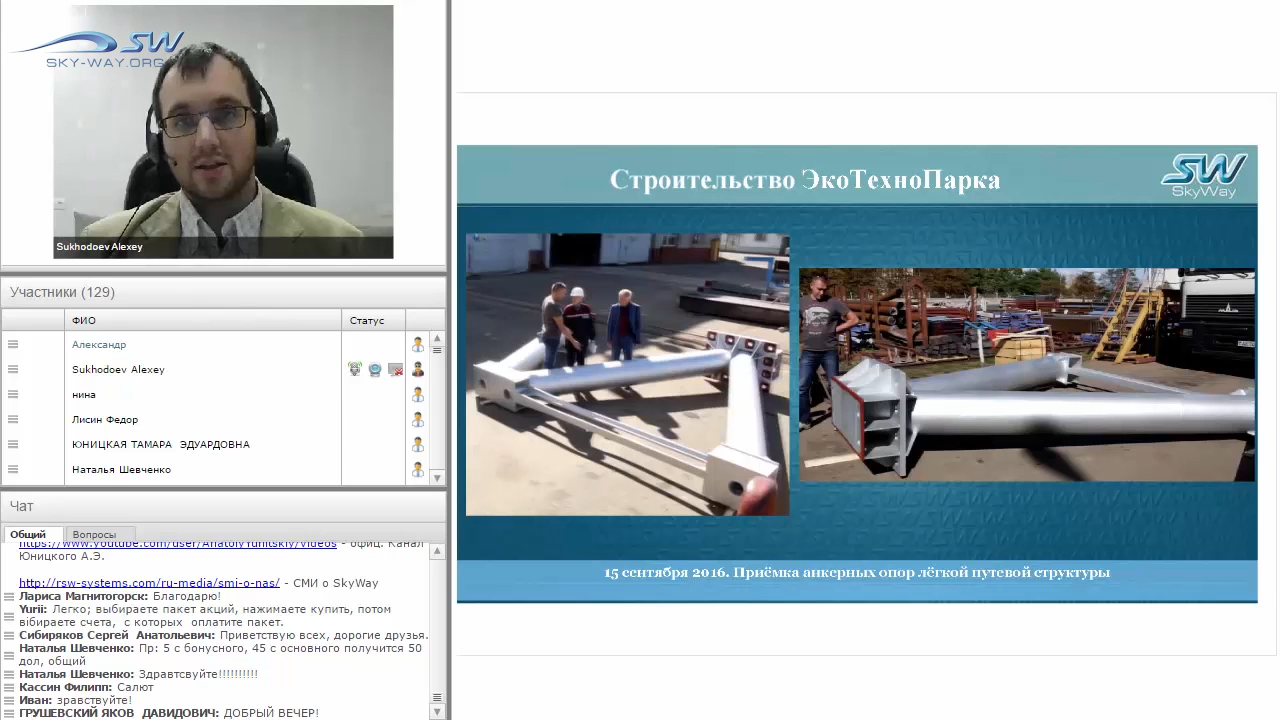 SW
SKY-WAY.ORG
Sukhodoev Alexey
Участники (129)
ФИО
Статус
Александр
Sukhodoev Alexey
нина
Лисин Федор
ЮНИЦКАЯ ТАМАРА ЭДУАРДОВНА
Наталья Шевченко
Чат
Общий
Вопросы
https://www.youtube.com/user/AnatolyYunitskiy/videos - офиц. Канал
Юницкого А.Э.
http://rsw-systems.com/ru-media/smi-o-nas/ - СМИ о SkyWay
Лариса Магнитогорск: Благодарю!
Yurii: Легко; выбираете пакет акций, нажимаете купить, потом
вібираете счета, с которых оплатите пакет.
Сибиряков Сергей Анатольевич: Приветствую всех, дорогие друзья.
Наталья Шевченко: Пр: 5 с бонусного, 45 с основного получится 50
дол, общий
Наталья Шевченко: Здравтсвуйте!!!!!!!!!!
Кассин Филипп: Салют
Иван: зравствуйте!
ГРУШЕВСКИЙ ЯКОВ ДАВИДОВИЧ: ДОБРЫЙ ВЕЧЕР!
Строительство ЭкоТехноПарка
SW
SkyWay
15 сентября 2016. Приёмка анкерных опор лёгкой путевой структуры